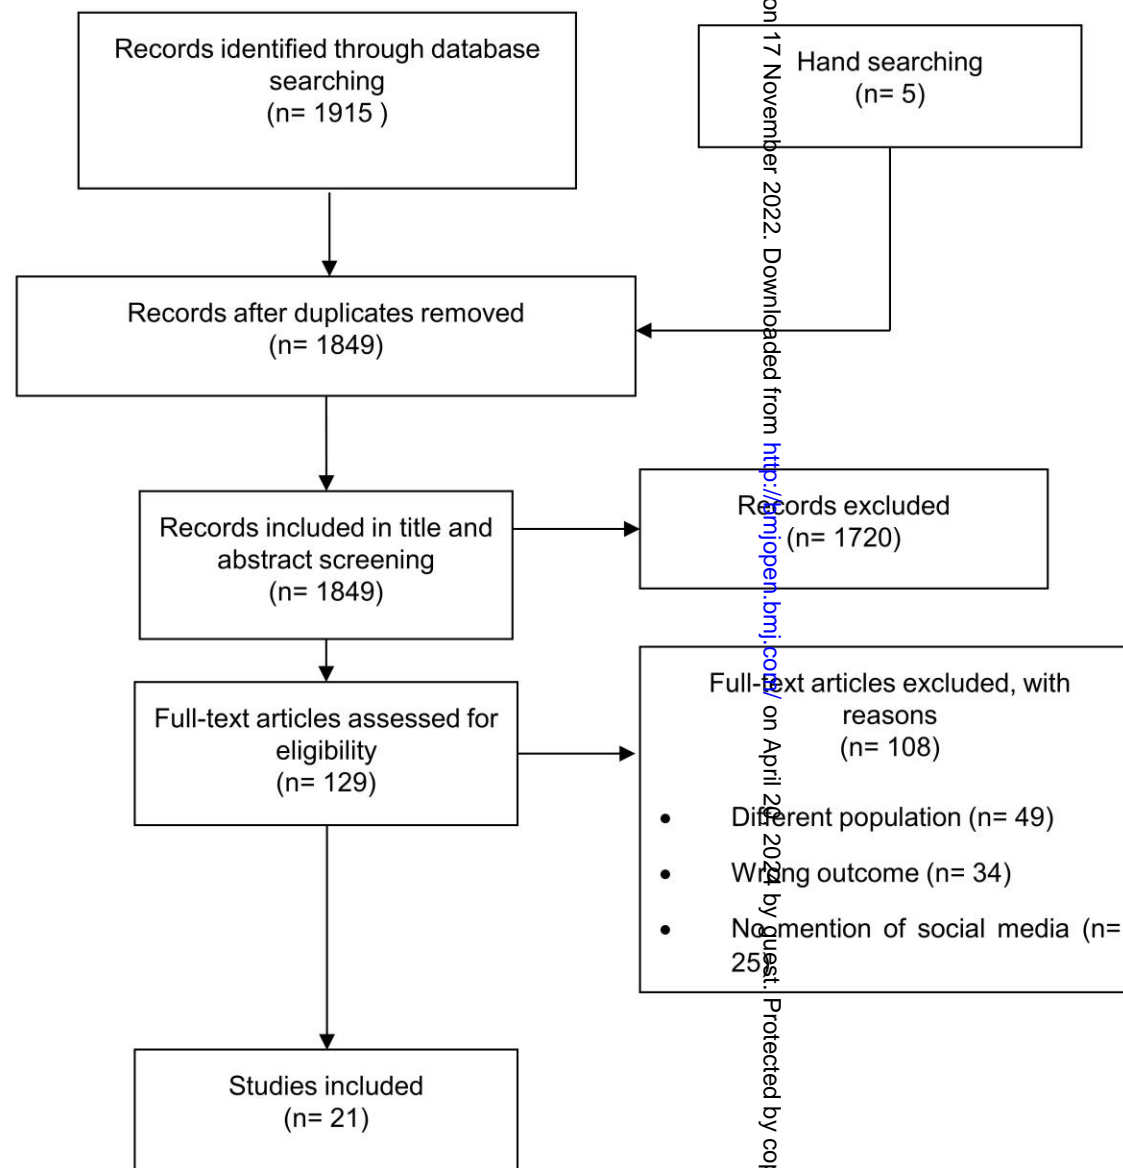 Records identified through database
searching
(n= 1915 )
Hand searching
(n= 5)
Records after duplicates removed
(n= 1849)
Records included in title and
abstract screening
(n= 1849)
Records excluded
(n= 1720)
Full-text articles assessed for
eligibility
(n= 129)
Full-text articles excluded, with
reasons
(n= 108)
• Different population (n= 49)
• Wrong outcome (n= 34)
• No mention of social media (n=
25)
Studies included
(n= 21)
on 17 November 2022. Downloaded from http://bmjopen.bmj.com/ on April 20, 2024 by guest. Protected by cop